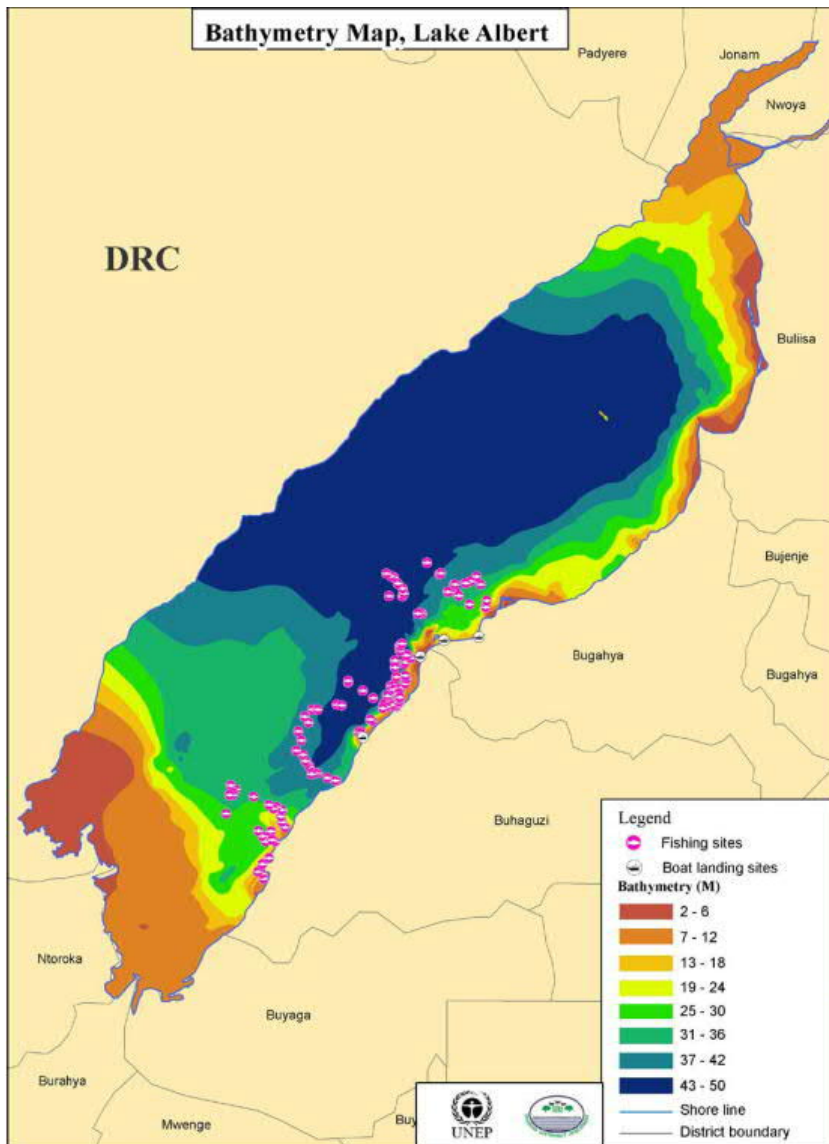 Bathymetry Map, Lake Albert
Padyere
Jonam
Nwoya
DRC
Buliisa
Bujenje
Bugahya
Bugahya
Buhaguzi
Ntoroka
Buyaga
Burahya
Mwenge
Buy
Legend
Fishing sites
Boat landing sites
Bathymetry (M)
2 - 6
7 - 12
13 - 18
19 - 24
25 - 30
31 - 36
37 - 42
43 - 50
Shore line
District boundary
UNEP